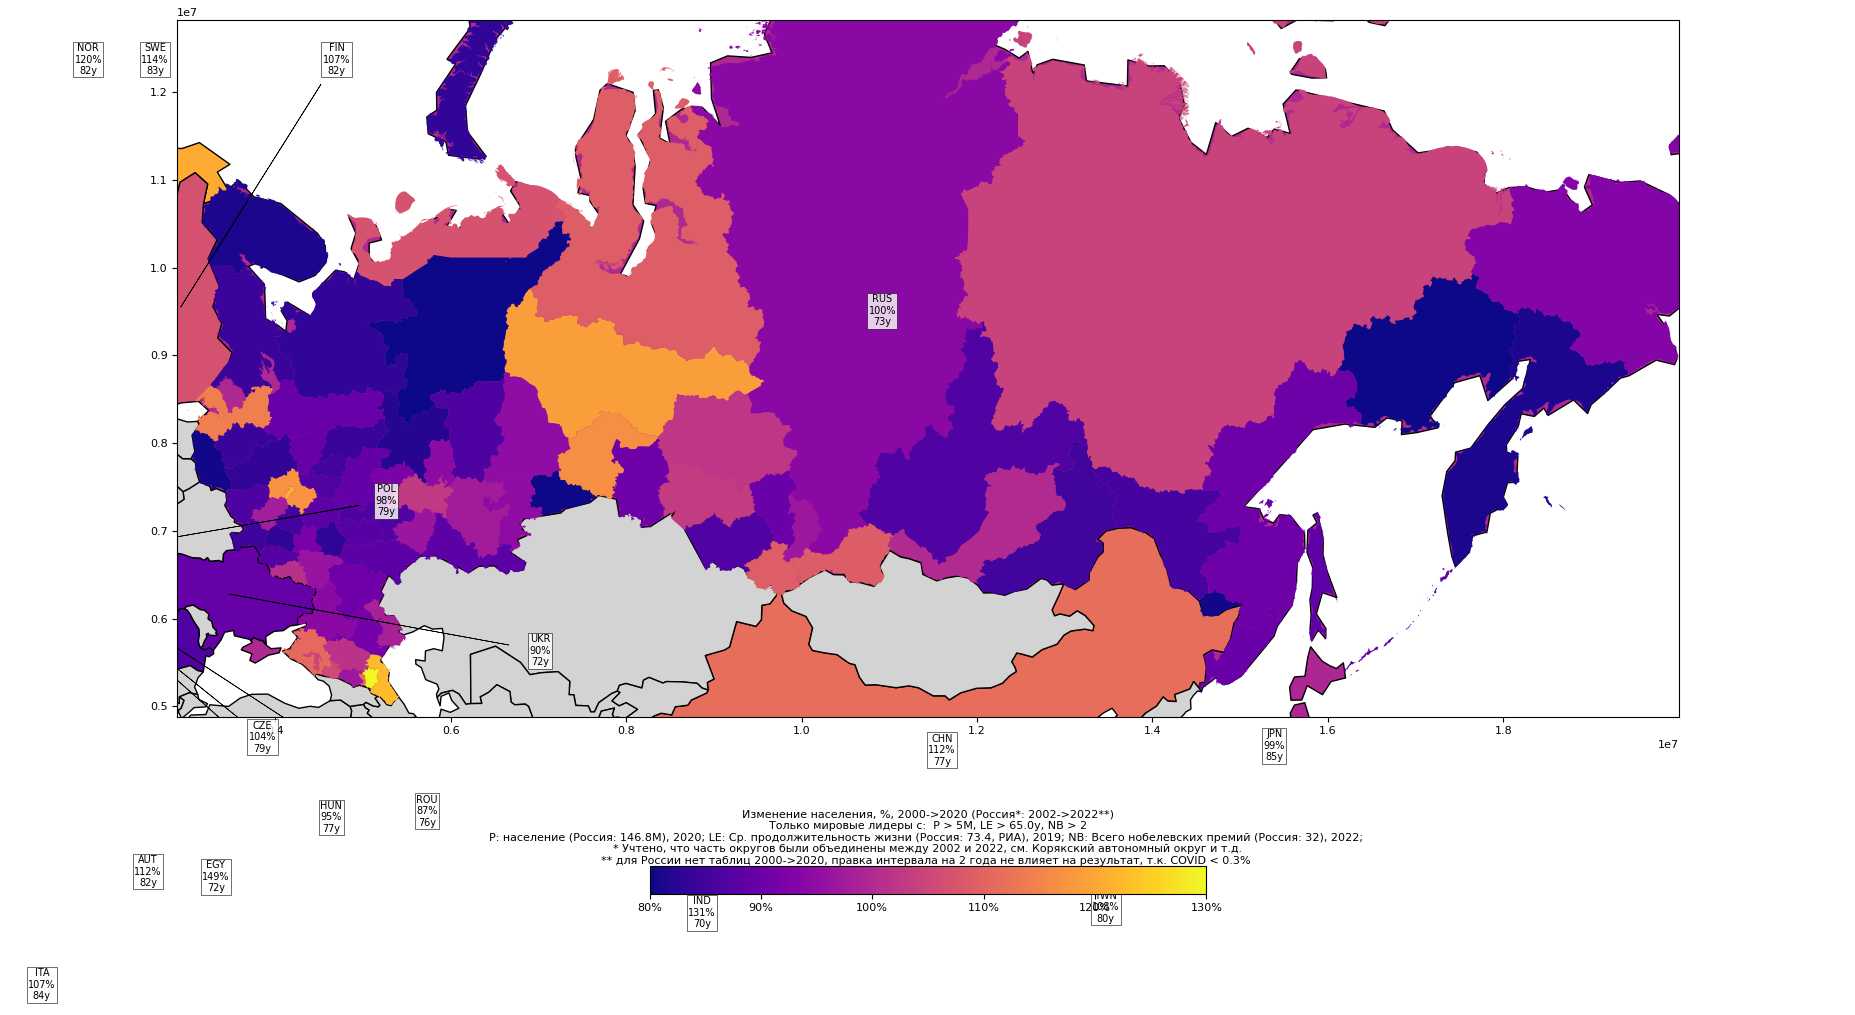 1e7
NOR
120%
82y
SWE
114%
83y
FIN
107%
82y
1.2
1.1
1.0
0.9
0.8
0.7
0.6
0.5
RUS
100%
73y
POL
98%
79y
UKR
90%
72y
4
0.6
0.8
1.0
1.2
1.4
1.6
1.8
1e7
CZE
104%
79y
CHN
112%
77y
JPN
99%
85y
HUN
95%
77y
ROU
87%
76y
Изменение населения, %, 2000->2020 (Россия*: 2002->2022**)
Только мировые лидеры с:  P > 5M, LE > 65.0y, NB > 2
P: население (Россия: 146.8M), 2020; LE: Ср. продолжительность жизни (Россия: 73.4, РИА), 2019; NB: Всего нобелевских премий (Россия: 32), 2022;
* Учтено, что часть округов были объединены между 2002 и 2022, см. Корякский автономный округ и т.д.
** для России нет таблиц 2000->2020, правка интервала на 2 года не влияет на результат, т.к. COVID < 0.3%
AUT
112%
82y
EGY
149%
72y
80%
90%
100%
110%
120%
130%
IND
131%
70y
80y
ITA
107%
84y